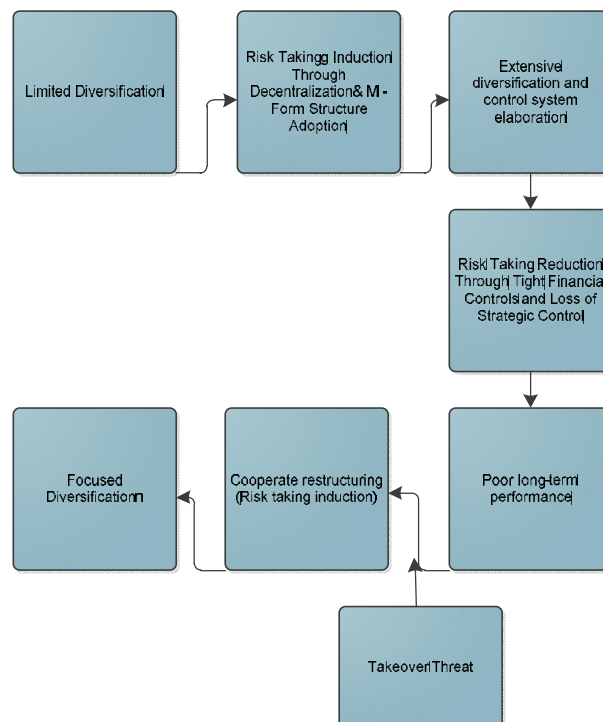 Limited Diversification
Risk Takingg Induction
Through
Decentralization& M -
Form Structure
Adoption
Extensive
diversification and
control system
elaboration
Risk Taking Reduction
Through Tight Financial
Controls and Loss of
Strategic Control
Poor long-term
performance
Cooperate restructuring
(Risk taking induction)
Focused
Diversificationn
Takeover Threat